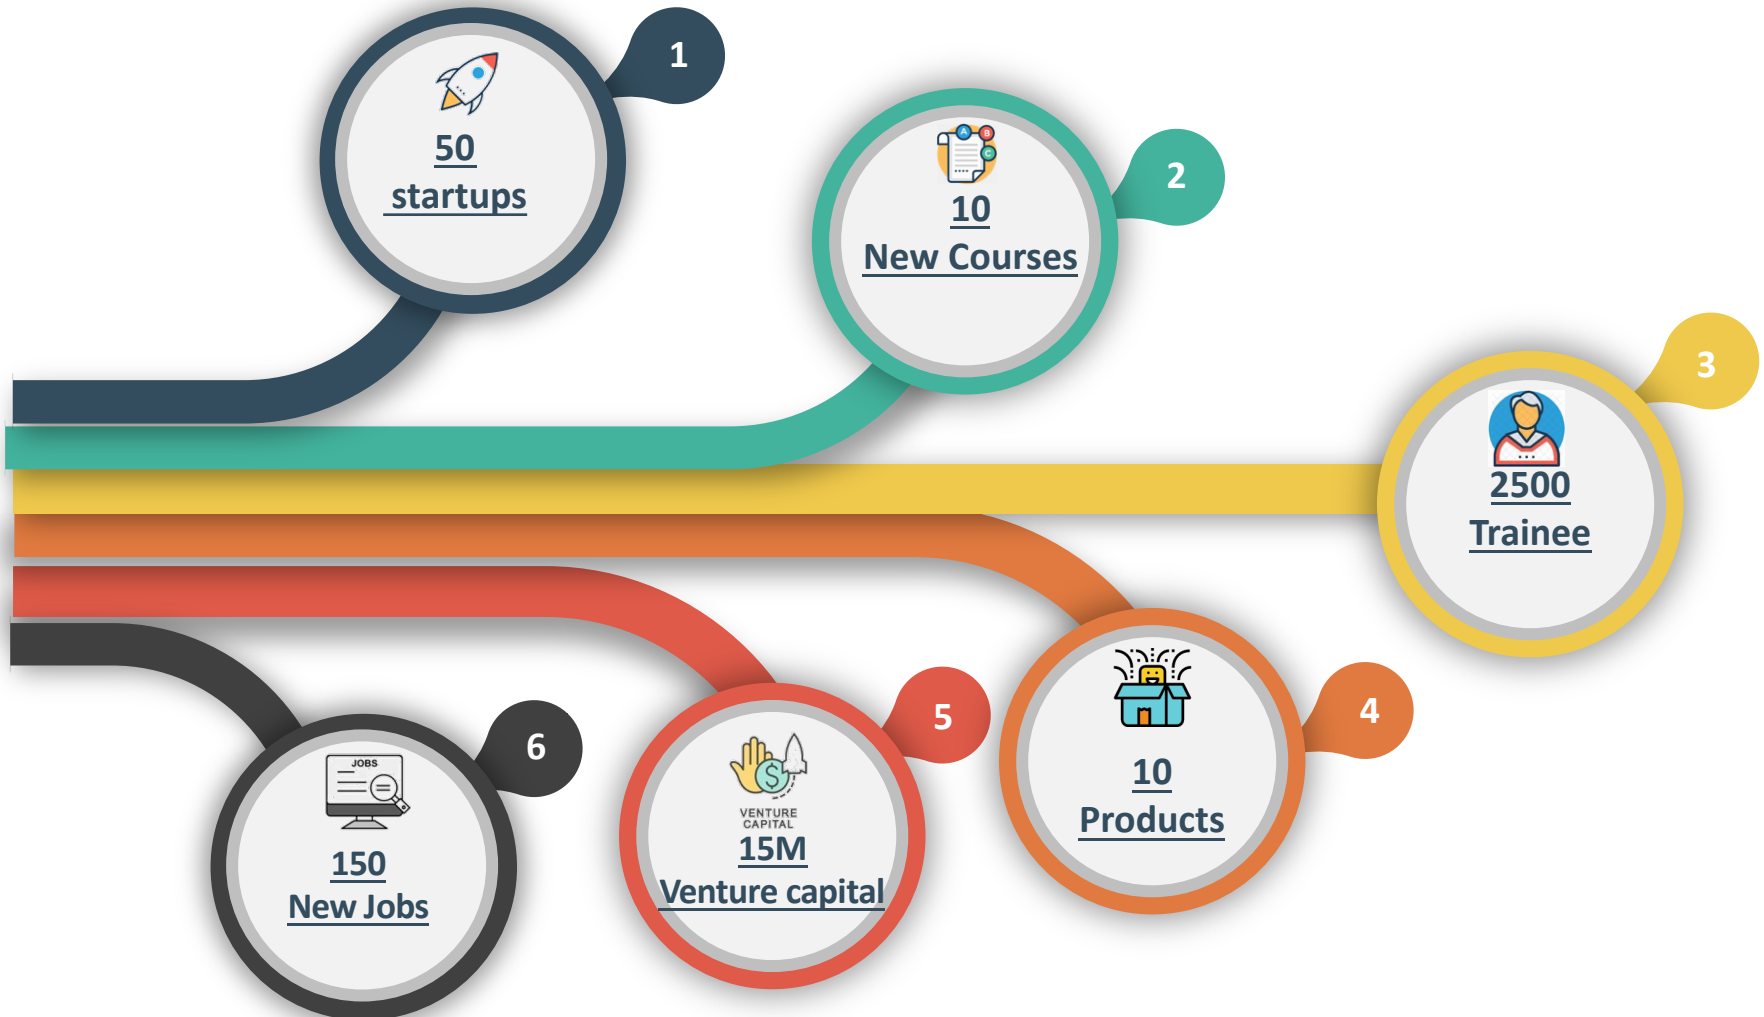 1
50
startups
2
A
B
C
10
New Courses
3
2500
Trainee
4
10
Products
5
VENTURE
CAPITAL
15M
Venture capital
6
JOBS
150
New Jobs